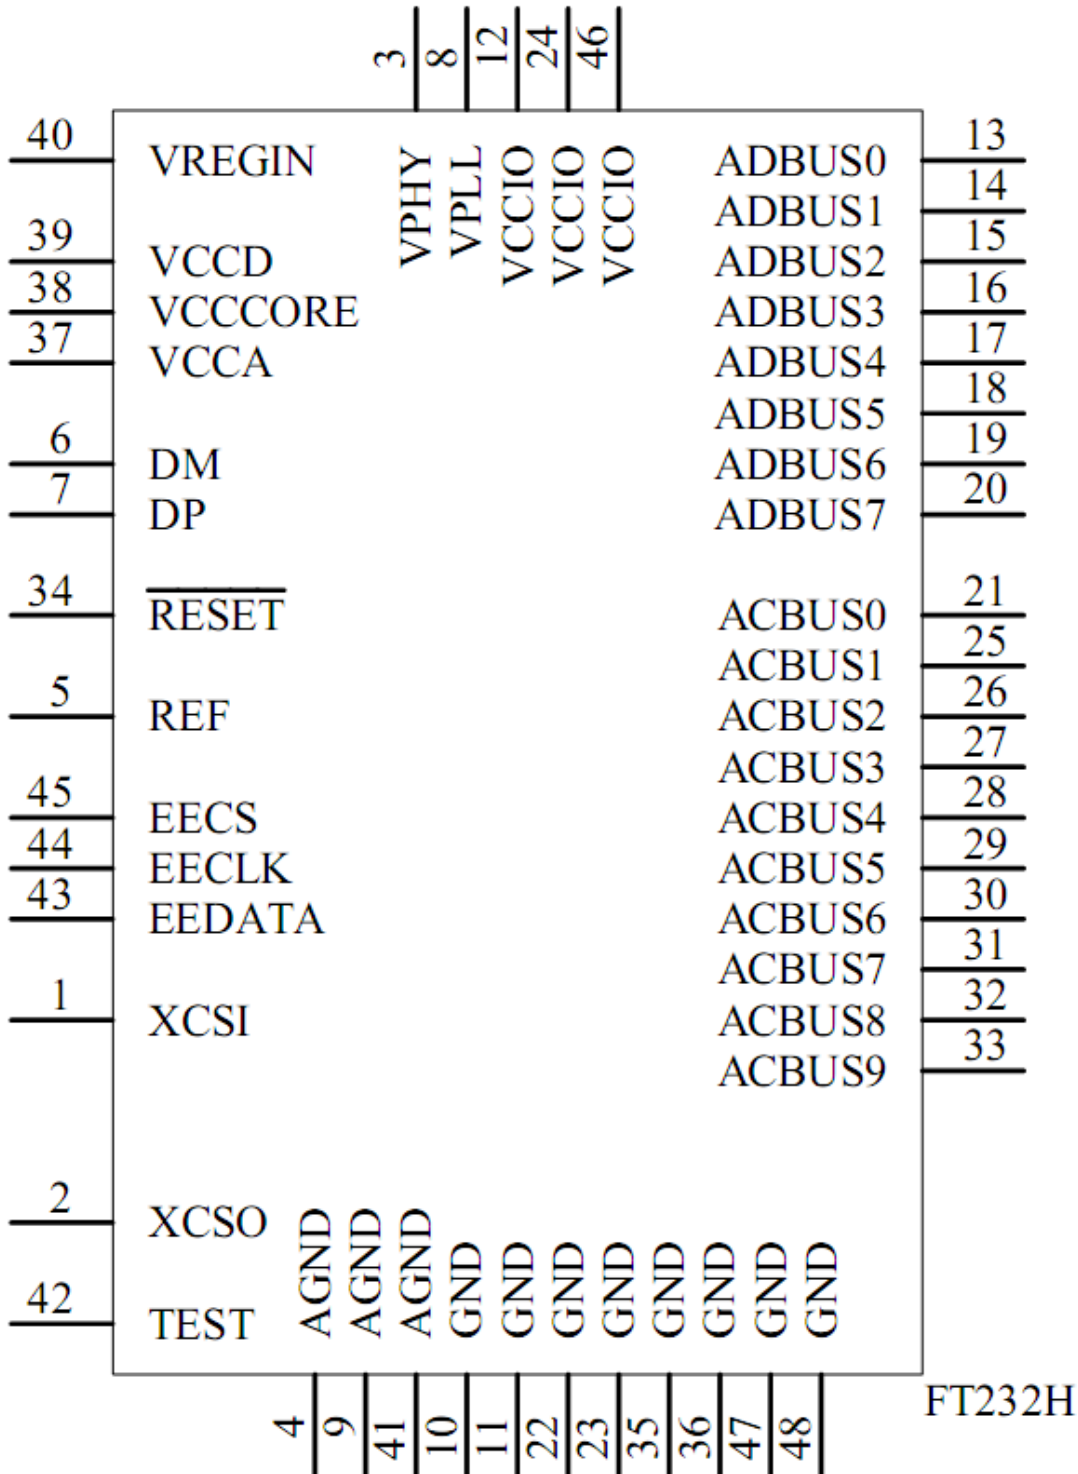 3 8 12 24 46
VPHY VPLL VCCIO VCCIO VCCIO
40 VREGIN
39 VCCD
38 VCCCORE
37 VCCA
6 DM
7 DP
34 RESET
5 REF
45 EECS
44 EECLK
43 EEDATA
1 XCSI
2 XCSO
42 TEST
ADBUS0 13
ADBUS1 14
ADBUS2 15
ADBUS3 16
ADBUS4 17
ADBUS5 18
ADBUS6 19
ADBUS7 20
ACBUS0 21
ACBUS1 25
ACBUS2 26
ACBUS3 27
ACBUS4 28
ACBUS5 29
ACBUS6 30
ACBUS7 31
ACBUS8 32
ACBUS9 33
AGND AGND AGND GND GND GND GND GND GND GND GND
4 9 41 10 11 22 23 35 36 47 48
FT232H